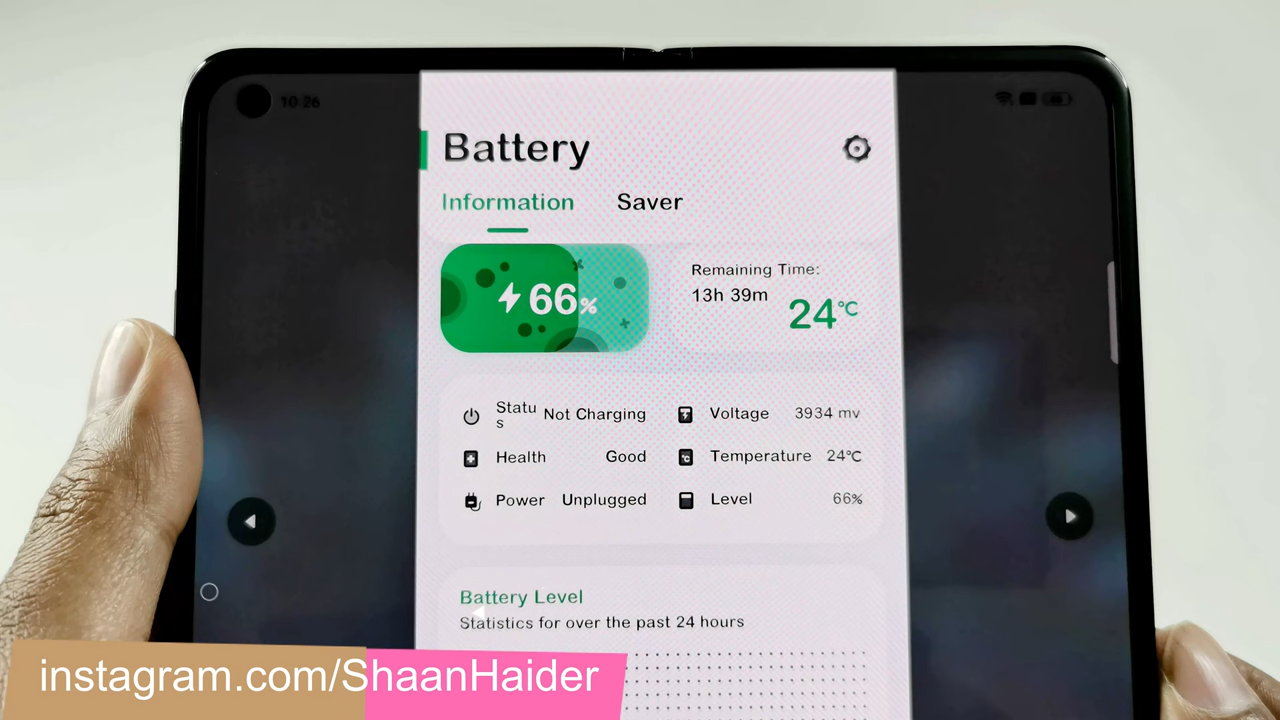 10:26
Battery
Information Saver
66%
Remaining Time:
13h 39m
24°C
Status Not Charging Voltage 3934 mv
Health Good Temperature 24°C
Power Unplugged Level 66%
Battery Level
Statistics for over the past 24 hours
instagram.com/ShaanHaider